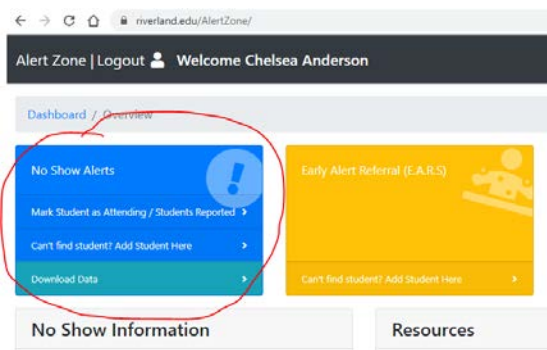 riverland.edu/AlertZone/
Alert Zone | Logout Welcome Chelsea Anderson
Dashboard / Overview
No Show Alerts
Mark Student as Attending / Students Reported
Can't find student? Add Student Here
Download Data
Early Alert Referral (E.A.R.S)
Can't find student? Add Student Here
No Show Information
Resources